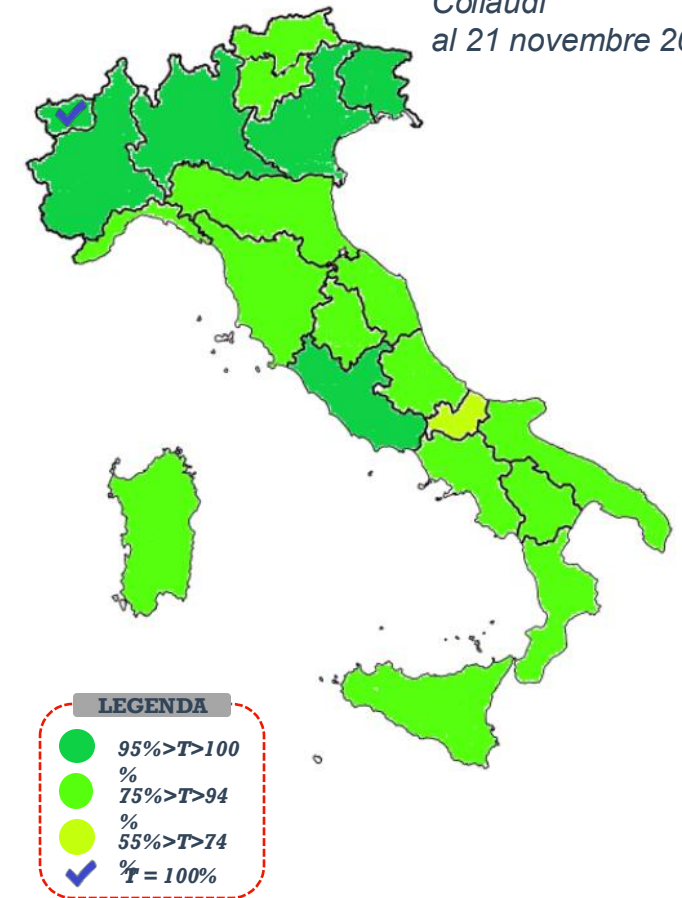 Collaudi
al 21 novembre
LEGENDA
95%>T>100
%
75%>T>94
%
55%>T>74
%
T = 100%